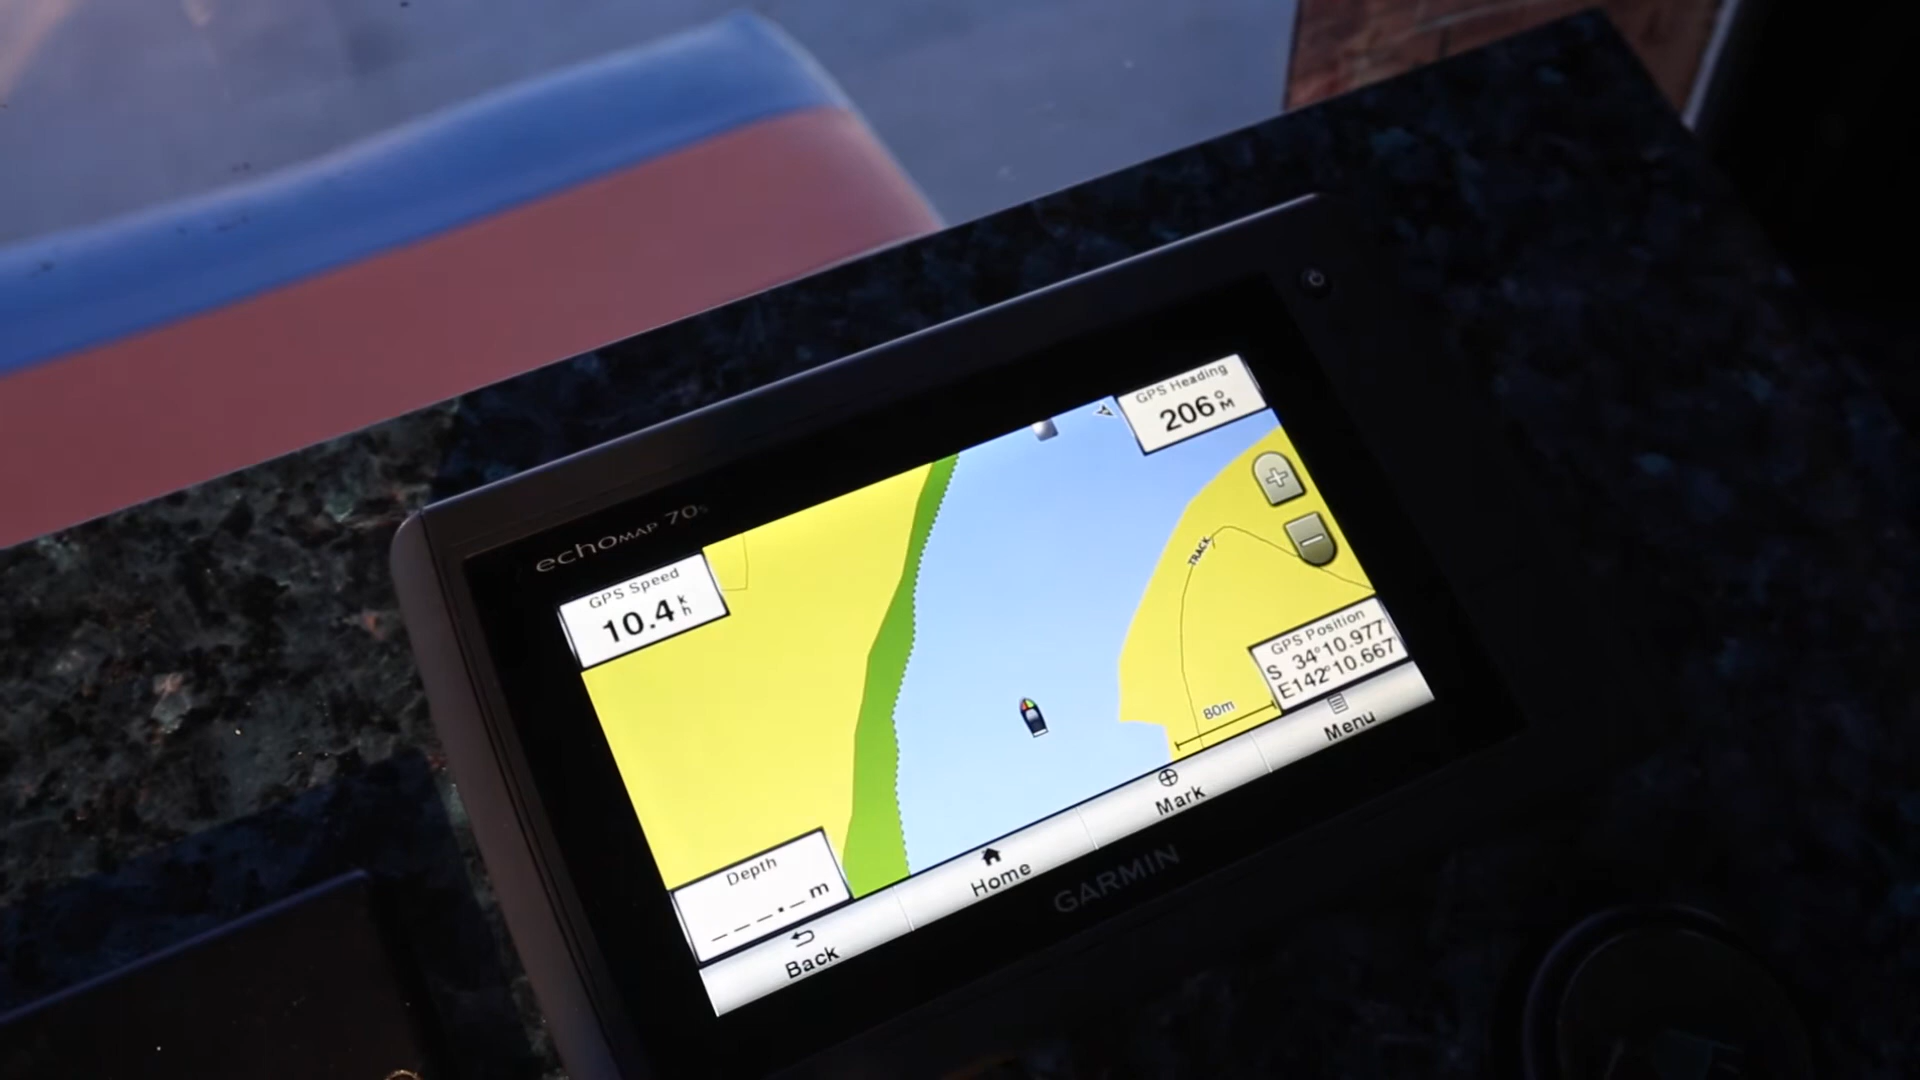 echoMAP 70s
GPS Heading
206°M
GPS Speed
10.4 kh
TRACK
GPS Position
S 34°10.977
E142°10.667
80m
Depth
___._ m
Back
Home
Mark
Menu
GARMIN